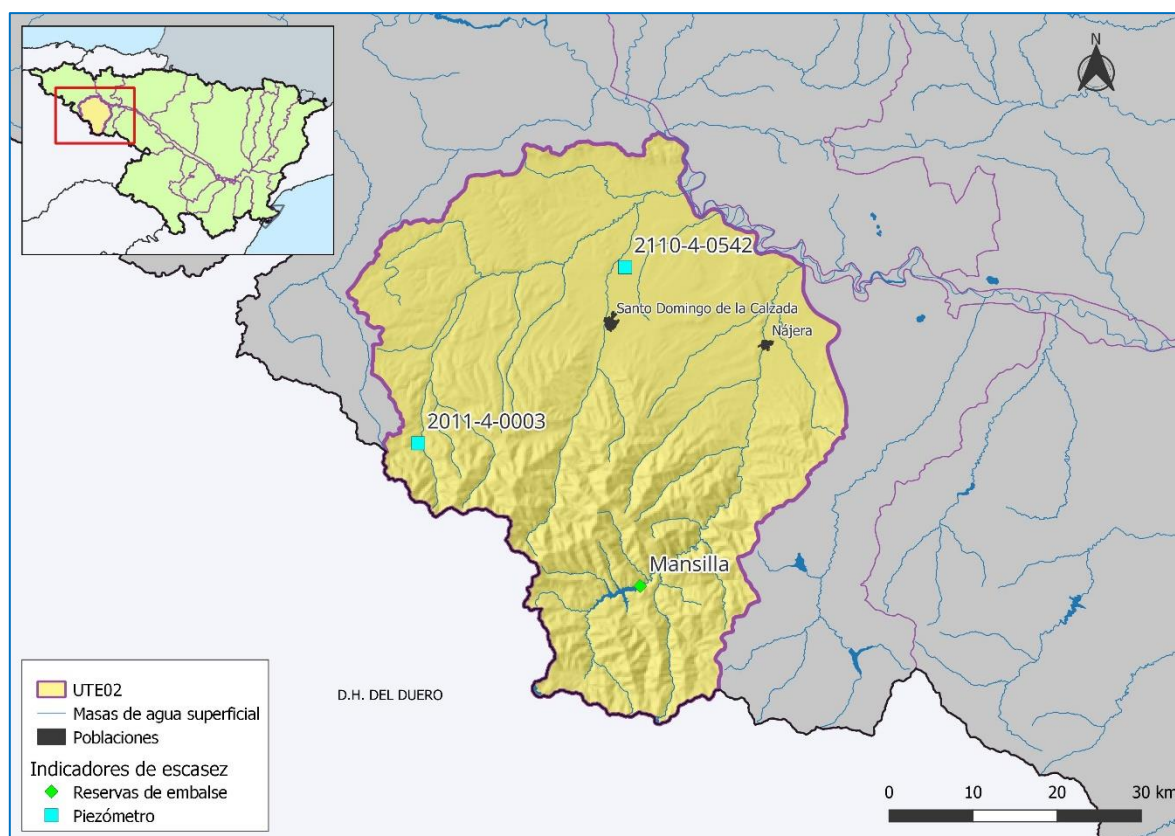 N
2110-4-0542
Santo Domingo de la Calzada
Nájera
2011-4-0003
Mansilla
D.H. DEL DUERO
UTE02
Masas de agua superficial
Poblaciones
Indicadores de escasez
Reservas de embalse
Piezómetro
0 10 20 30 km